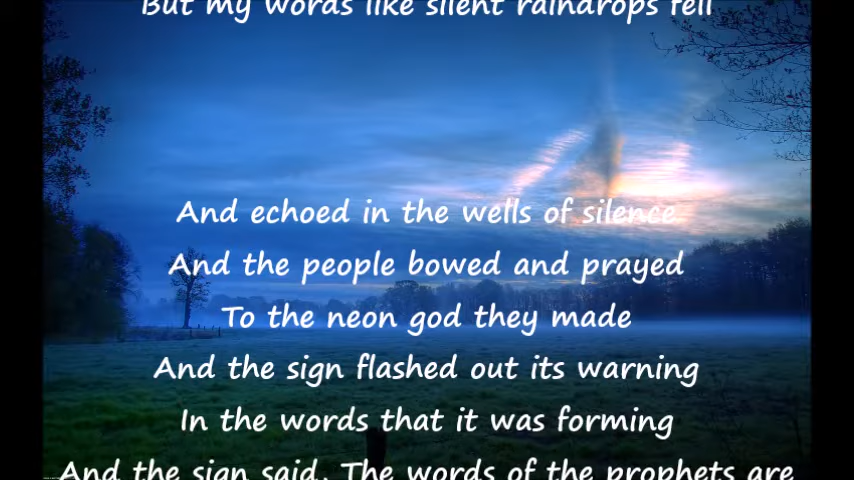 But my words like silent raindrops fell
And echoed in the wells of silence
And the people bowed and prayed
To the neon god they made
And the sign flashed out its warning
In the words that it was forming
And the sign said, The words of the prophets are